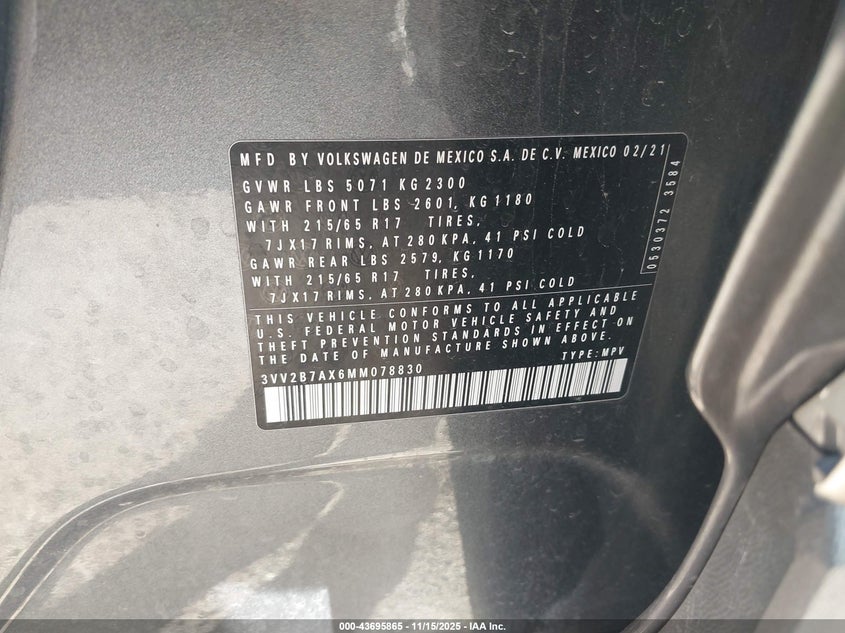 MFD BY VOLKSWAGEN DE MEXICO S.A. DE C.V. MEXICO 02/21
GVWR LBS 5071 KG 2300
GAWR FRONT LBS 2601, KG 1180
WITH 215/65 R17 TIRES,
7JX17 RIMS, AT 280 KPA, 41 PSI COLD
GAWR REAR LBS 2579, KG 1170
WITH 215/65 R17 TIRES,
7JX17 RIMS, AT 280 KPA, 41 PSI COLD
THIS VEHICLE CONFORMS TO ALL APPLICABLE
U.S. FEDERAL MOTOR VEHICLE SAFETY AND
THEFT PREVENTION STANDARDS IN EFFECT ON
THE DATE OF MANUFACTURE SHOWN ABOVE.
3VV2B7AX6MM078830 TYPE: MPV
0530372 3584
000-43695865 - 11/15/2025 - IAA Inc.